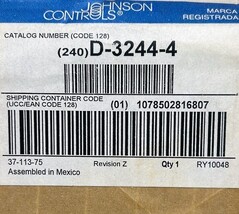 JOHNSON
CONTROLS®
MARCA
REGISTRADA
CATALOG NUMBER (CODE 128)
(240)D-3244-4
SHIPPING CONTAINER CODE
(UCC/EAN CODE 128)
(01) 1078502816807
37-113-75 Revision Z Qty 1 RY10048
Assembled in Mexico